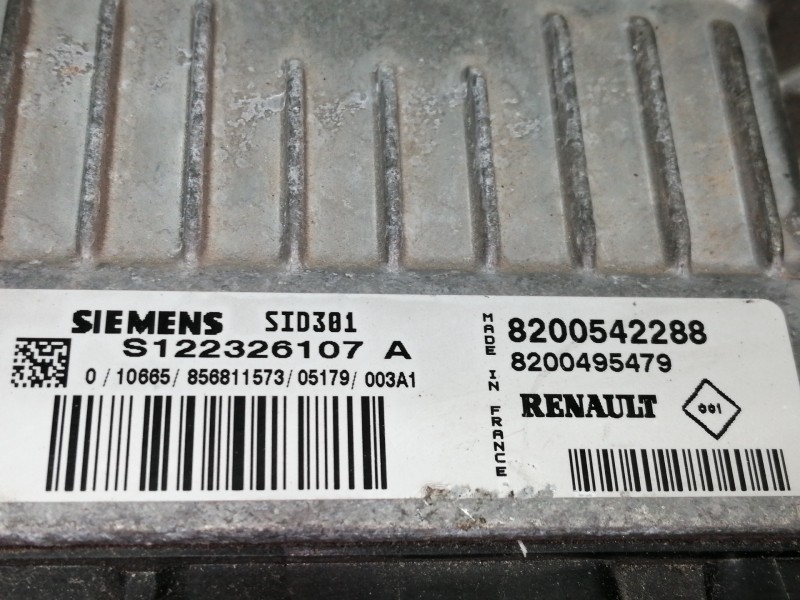 SIEMENS SID301
S122326107 A
0 / 10665 / 856811573 / 05179 / 003A1
MADE IN FRANCE
8200542288
8200495479
RENAULT
001